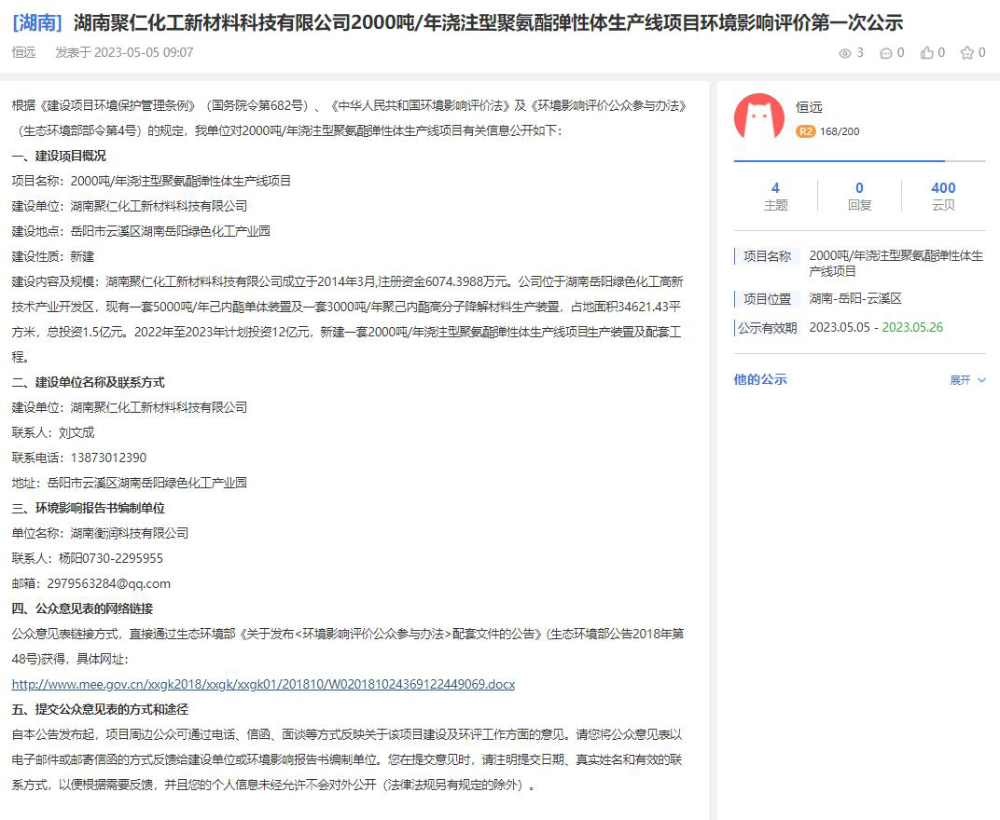 [湖南] 湖南聚仁化工新材料科技有限公司2000吨/年浇注型聚氨酯弹性体生产线项目环境影响评价第一次公示
恒远 发表于 2023-05-05 09:07
3 0 0 0
根据《建设项目环境保护管理条例》（国务院令第682号）、《中华人民共和国环境影响评价法》及《环境影响评价公众参与办法》
（生态环境部部令第4号）的规定，我单位对2000吨/年浇注型聚氨酯弹性体生产线项目有关信息公开如下：
一、建设项目概况
项目名称：2000吨/年浇注型聚氨酯弹性体生产线项目
建设单位：湖南聚仁化工新材料科技有限公司
建设地点：岳阳市云溪区湖南岳阳绿色化工产业园
建设性质：新建
建设内容及规模：湖南聚仁化工新材料科技有限公司成立于2014年3月,注册资金6074.3988万元。公司位于湖南岳阳绿色化工高新
技术产业开发区，现有一套5000吨/年己内酯单体装置及一套3000吨/年聚己内酯高分子降解材料生产装置，占地面积34621.43平
方米，总投资1.5亿元。2022年至2023年计划投资12亿元，新建一套2000吨/年浇注型聚氨酯弹性体生产线项目生产装置及配套工
程。
二、建设单位名称及联系方式
建设单位：湖南聚仁化工新材料科技有限公司
联系人：刘文成
联系电话：13873012390
地址：岳阳市云溪区湖南岳阳绿色化工产业园
三、环境影响报告书编制单位
单位名称：湖南衡润科技有限公司
联系人：杨阳0730-2295955
邮箱：2979563284@qq.com
四、公众意见表的网络链接
公众意见表链接方式，直接通过生态环境部《关于发布<环境影响评价公众参与办法>配套文件的公告》(生态环境部公告2018年第
48号)获得，具体网址：
http://www.mee.gov.cn/xxgk2018/xxgk/xxgk01/201810/W020181024369122449069.docx
五、提交公众意见表的方式和途径
自本公告发布起，项目周边公众可通过电话、信函、面谈等方式反映关于该项目建设及环评工作方面的意见。请您将公众意见表以
电子邮件或邮寄信函的方式反馈给建设单位或环境影响报告书编制单位。您在提交意见时，请注明提交日期、真实姓名和有效的联
系方式，以便根据需要反馈，并且您的个人信息未经允许不会对外公开（法律法规另有规定的除外）。
恒远
R2 168/200
4 0 400
主题 回复 云贝
项目名称 2000吨/年浇注型聚氨酯弹性体生
产线项目
项目位置 湖南-岳阳-云溪区
公示有效期 2023.05.05 - 2023.05.26
他的公示 展开